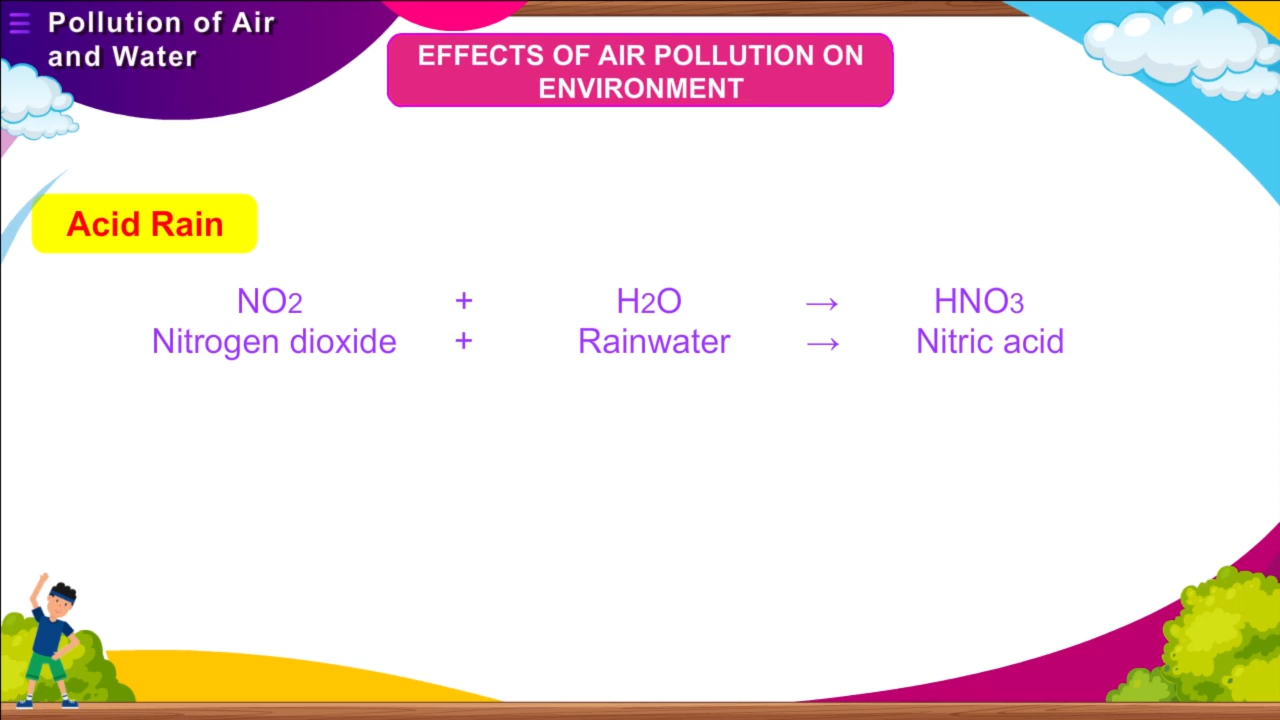 Pollution of Air
and Water
EFFECTS OF AIR POLLUTION ON
ENVIRONMENT
Acid Rain
NO2 + H2O → HNO3
Nitrogen dioxide + Rainwater → Nitric acid